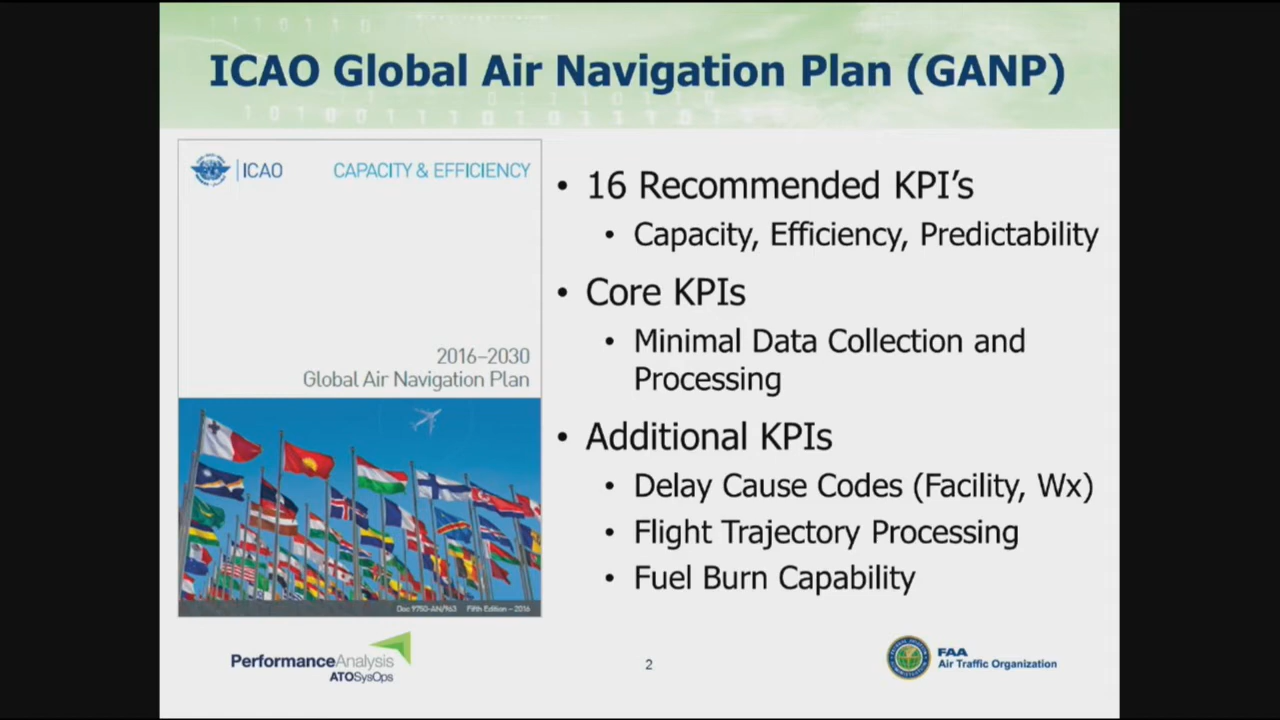 ICAO Global Air Navigation Plan (GANP)
ICAO
CAPACITY & EFFICIENCY
2016–2030
Global Air Navigation Plan
Doc 9750-AN/963 Fifth Edition – 2016
• 16 Recommended KPI’s
• Capacity, Efficiency, Predictability
• Core KPIs
• Minimal Data Collection and
Processing
• Additional KPIs
• Delay Cause Codes (Facility, Wx)
• Flight Trajectory Processing
• Fuel Burn Capability
PerformanceAnalysis
ATOSysOps
2
FAA
Air Traffic Organization